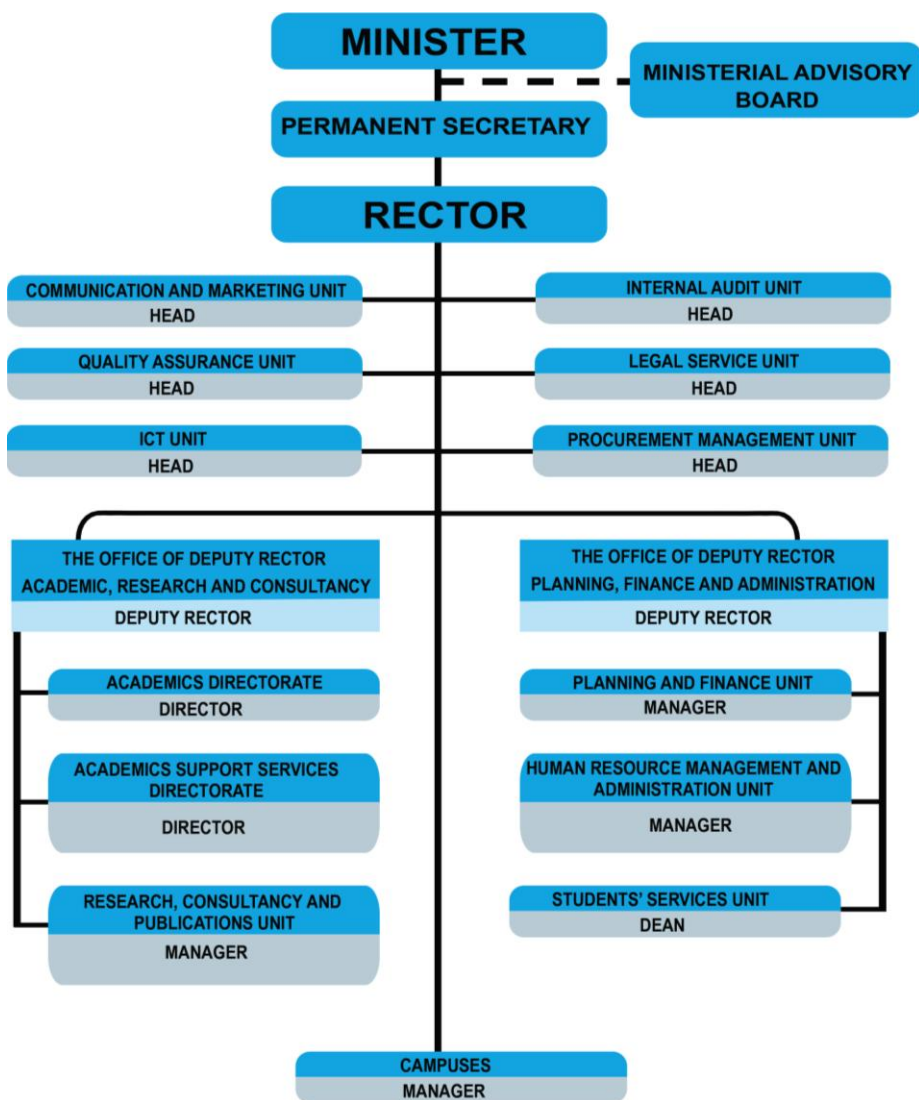 MINISTER
MINISTERIAL ADVISORY
BOARD
PERMANENT SECRETARY
RECTOR
COMMUNICATION AND MARKETING UNIT
HEAD
INTERNAL AUDIT UNIT
HEAD
QUALITY ASSURANCE UNIT
HEAD
LEGAL SERVICE UNIT
HEAD
ICT UNIT
HEAD
PROCUREMENT MANAGEMENT UNIT
HEAD
THE OFFICE OF DEPUTY RECTOR
ACADEMIC, RESEARCH AND CONSULTANCY
DEPUTY RECTOR
ACADEMICS DIRECTORATE
DIRECTOR
ACADEMICS SUPPORT SERVICES
DIRECTORATE
DIRECTOR
RESEARCH, CONSULTANCY AND
PUBLICATIONS UNIT
MANAGER
THE OFFICE OF DEPUTY RECTOR
PLANNING, FINANCE AND ADMINISTRATION
DEPUTY RECTOR
PLANNING AND FINANCE UNIT
MANAGER
HUMAN RESOURCE MANAGEMENT AND
ADMINISTRATION UNIT
MANAGER
STUDENTS’ SERVICES UNIT
DEAN
CAMPUSES
MANAGER